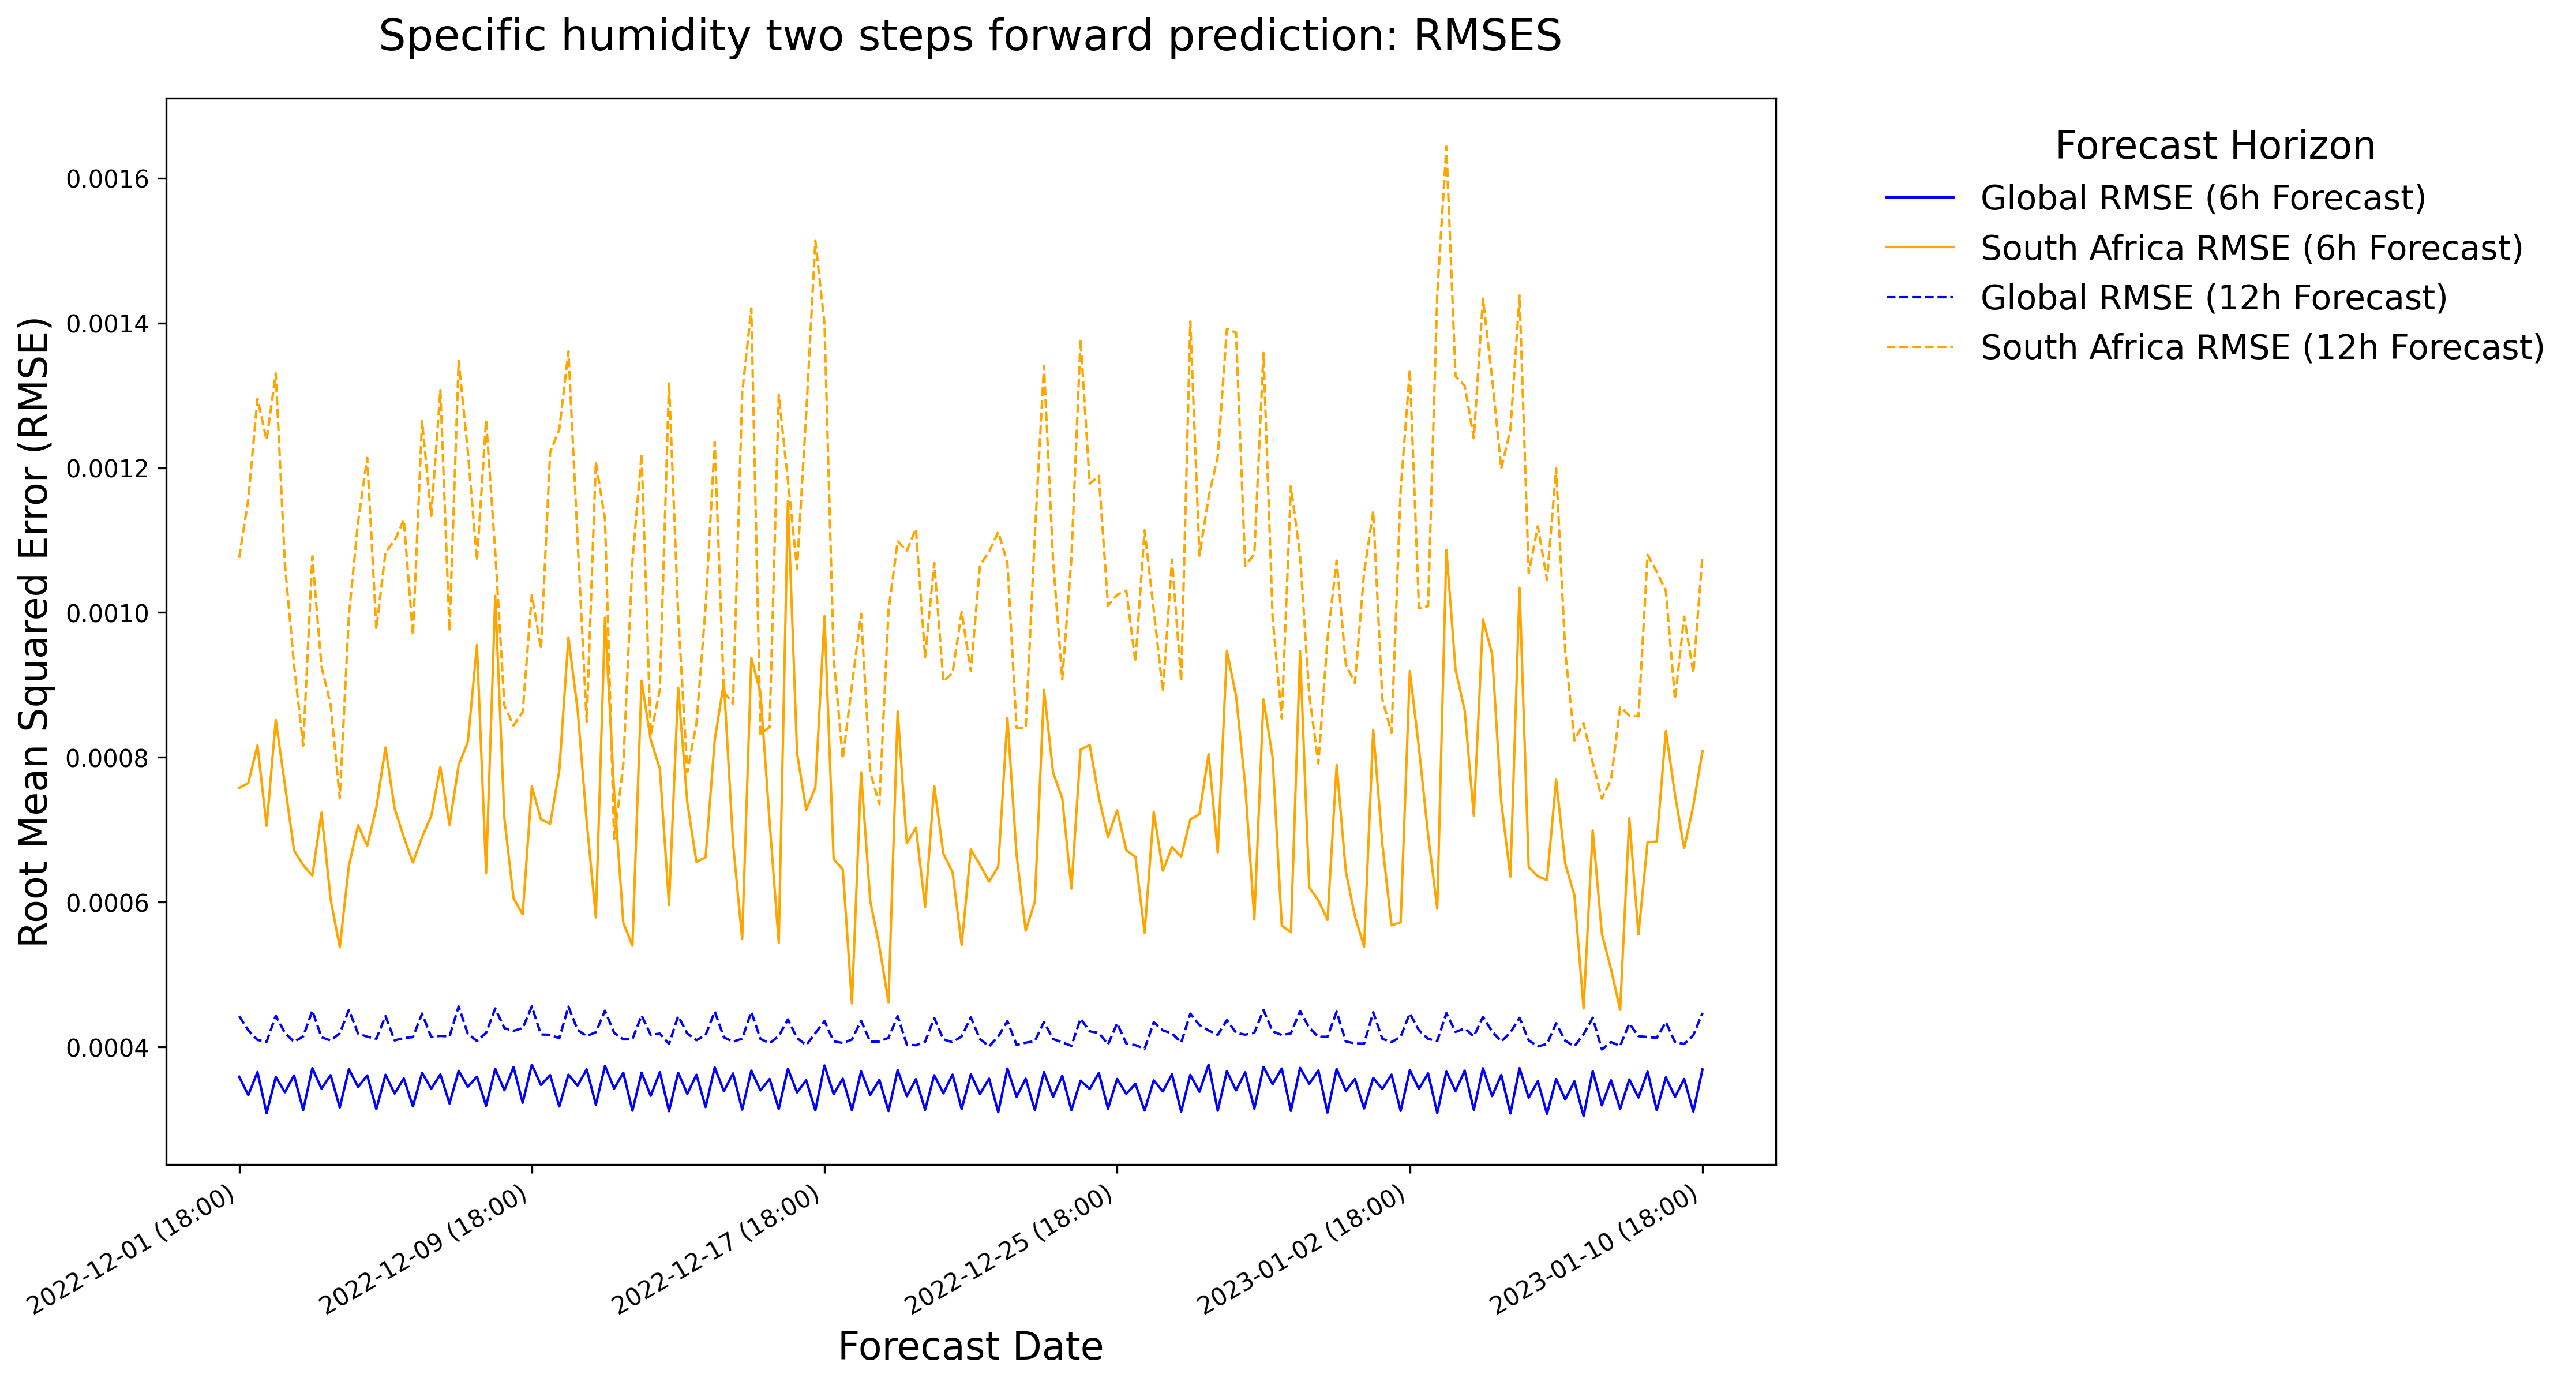 Specific humidity two steps forward prediction: RMSES
Root Mean Squared Error (RMSE)
0.0016
0.0014
0.0012
0.0010
0.0008
0.0006
0.0004
2022-12-01 (18:00)
2022-12-09 (18:00)
2022-12-17 (18:00)
2022-12-25 (18:00)
2023-01-02 (18:00)
2023-01-10 (18:00)
Forecast Date
Forecast Horizon
Global RMSE (6h Forecast)
South Africa RMSE (6h Forecast)
Global RMSE (12h Forecast)
South Africa RMSE (12h Forecast)